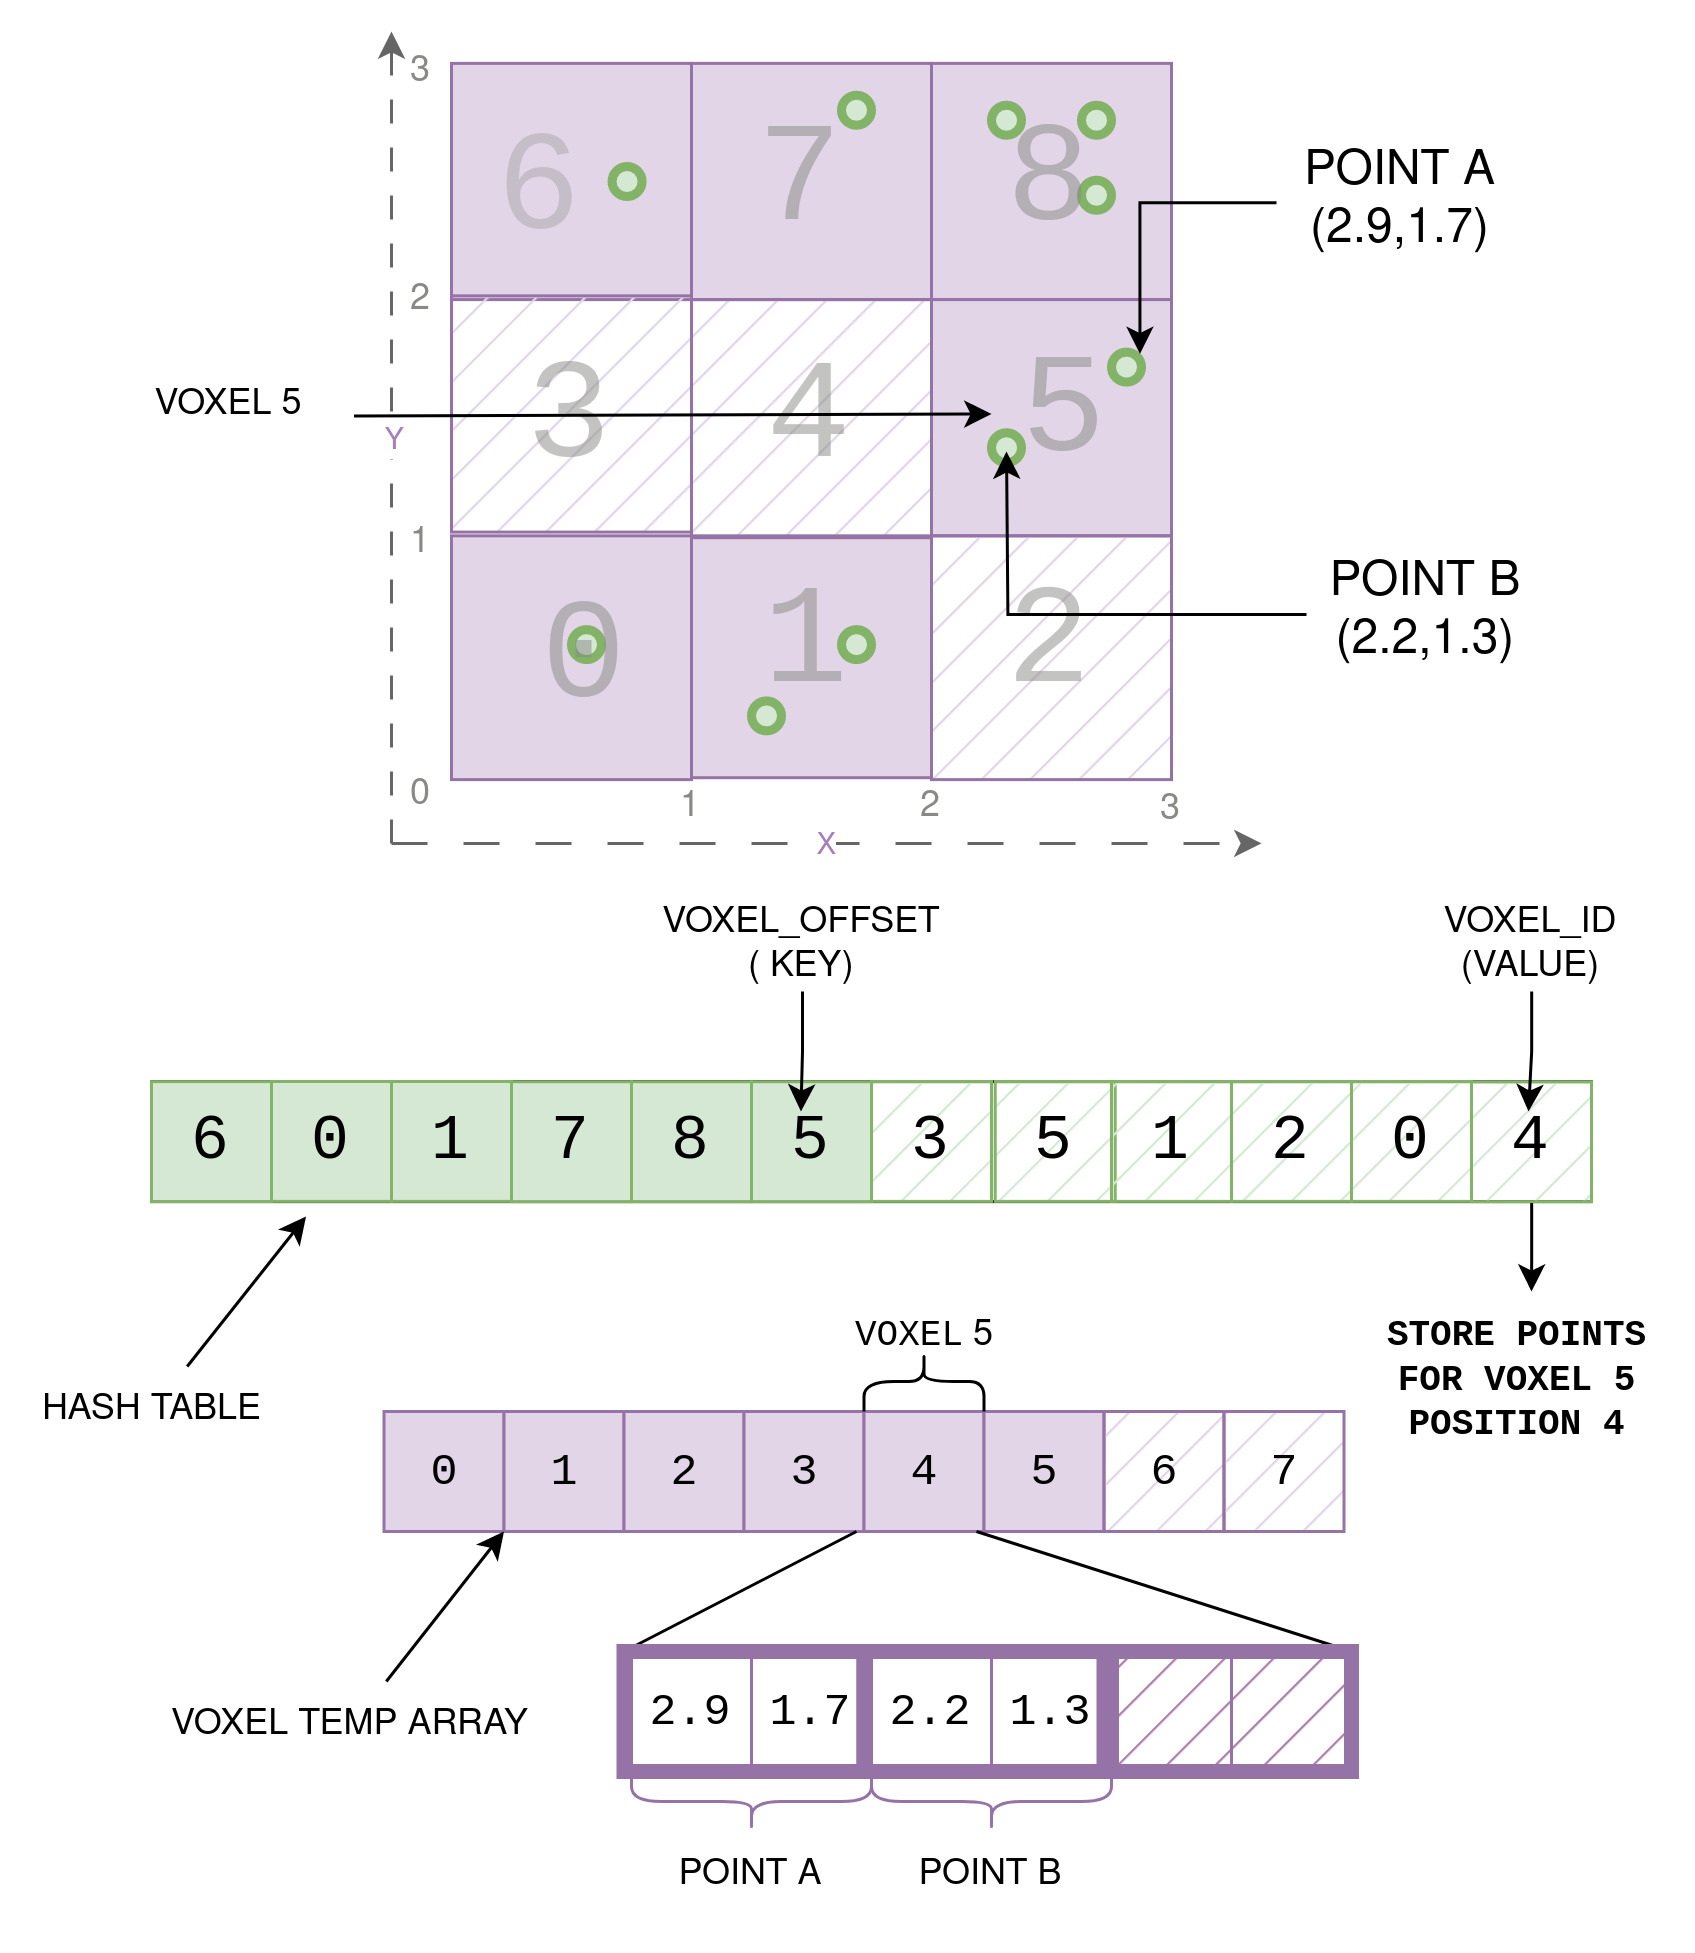 3
6
7
8
POINT A
(2.9,1.7)
2
3
4
5
VOXEL 5
Y
1
0
1
2
POINT B
(2.2,1.3)
0
1
2
3
X
VOXEL_OFFSET
( KEY)
VOXEL_ID
(VALUE)
6 0 1 7 8 5 3 5 1 2 0 4
HASH TABLE
VOXEL 5
STORE POINTS
FOR VOXEL 5
POSITION 4
0 1 2 3 4 5 6 7
VOXEL TEMP ARRAY
2.9 1.7 2.2 1.3
POINT A
POINT B